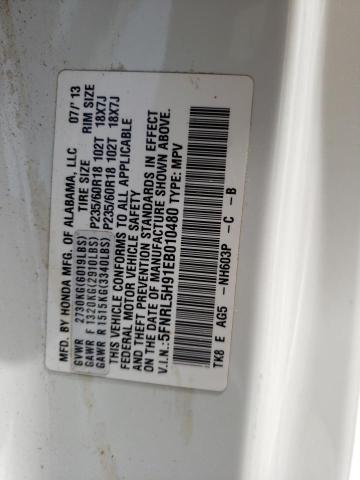 MFD. BY HONDA MFG. OF ALABAMA, LLC 07/'13
TIRE SIZE RIM SIZE
GVWR 2730KG(6019LBS)
GAWR F 1320KG(2910LBS) P235/60R18 102T 18X7J
GAWR R 1515KG(3340LBS) P235/60R18 102T 18X7J
THIS VEHICLE CONFORMS TO ALL APPLICABLE
FEDERAL MOTOR VEHICLE SAFETY
AND THEFT PREVENTION STANDARDS IN EFFECT
ON THE DATE OF MANUFACTURE SHOWN ABOVE.
V.I.N.:5FNRL5H91EB010480 TYPE: MPV
TK8 E AG5 -NH603P -C -B